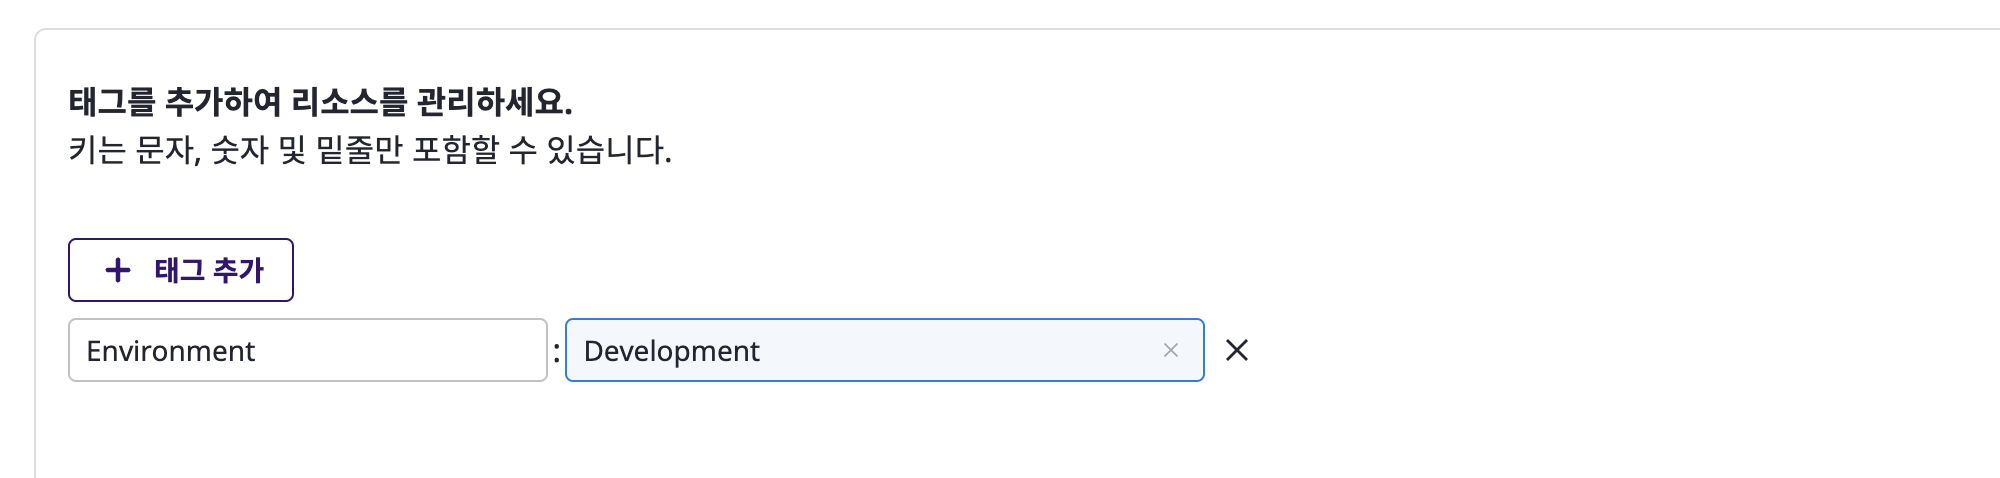 태그를 추가하여 리소스를 관리하세요.
키는 문자, 숫자 및 밑줄만 포함할 수 있습니다.
태그 추가
Environment : Development